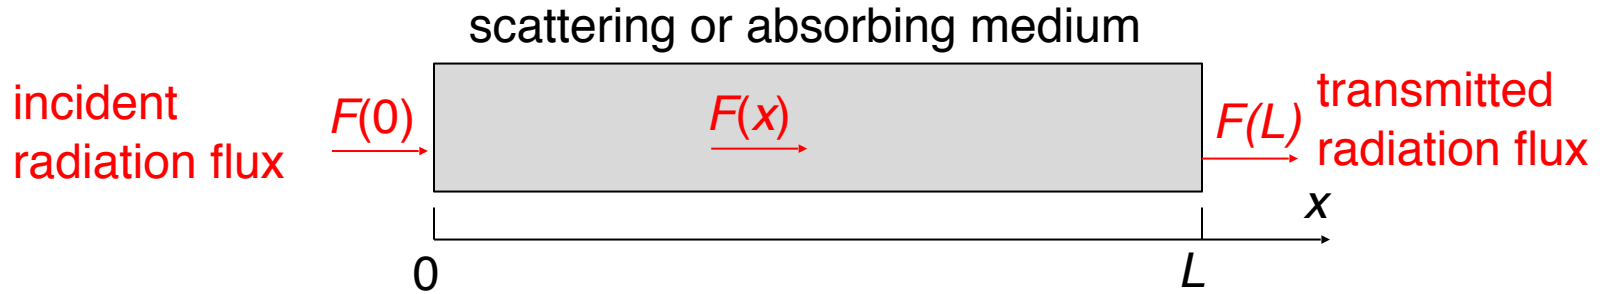 scattering or absorbing medium
incident
radiation flux
F(0)
F(x)
F(L)
transmitted
radiation flux
x
0
L